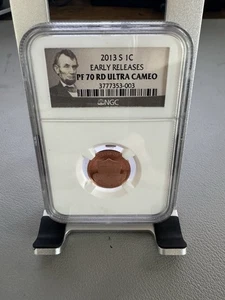 2013 S 1C
EARLY RELEASES
PF 70 RD ULTRA CAMEO
3777353-003
NGC